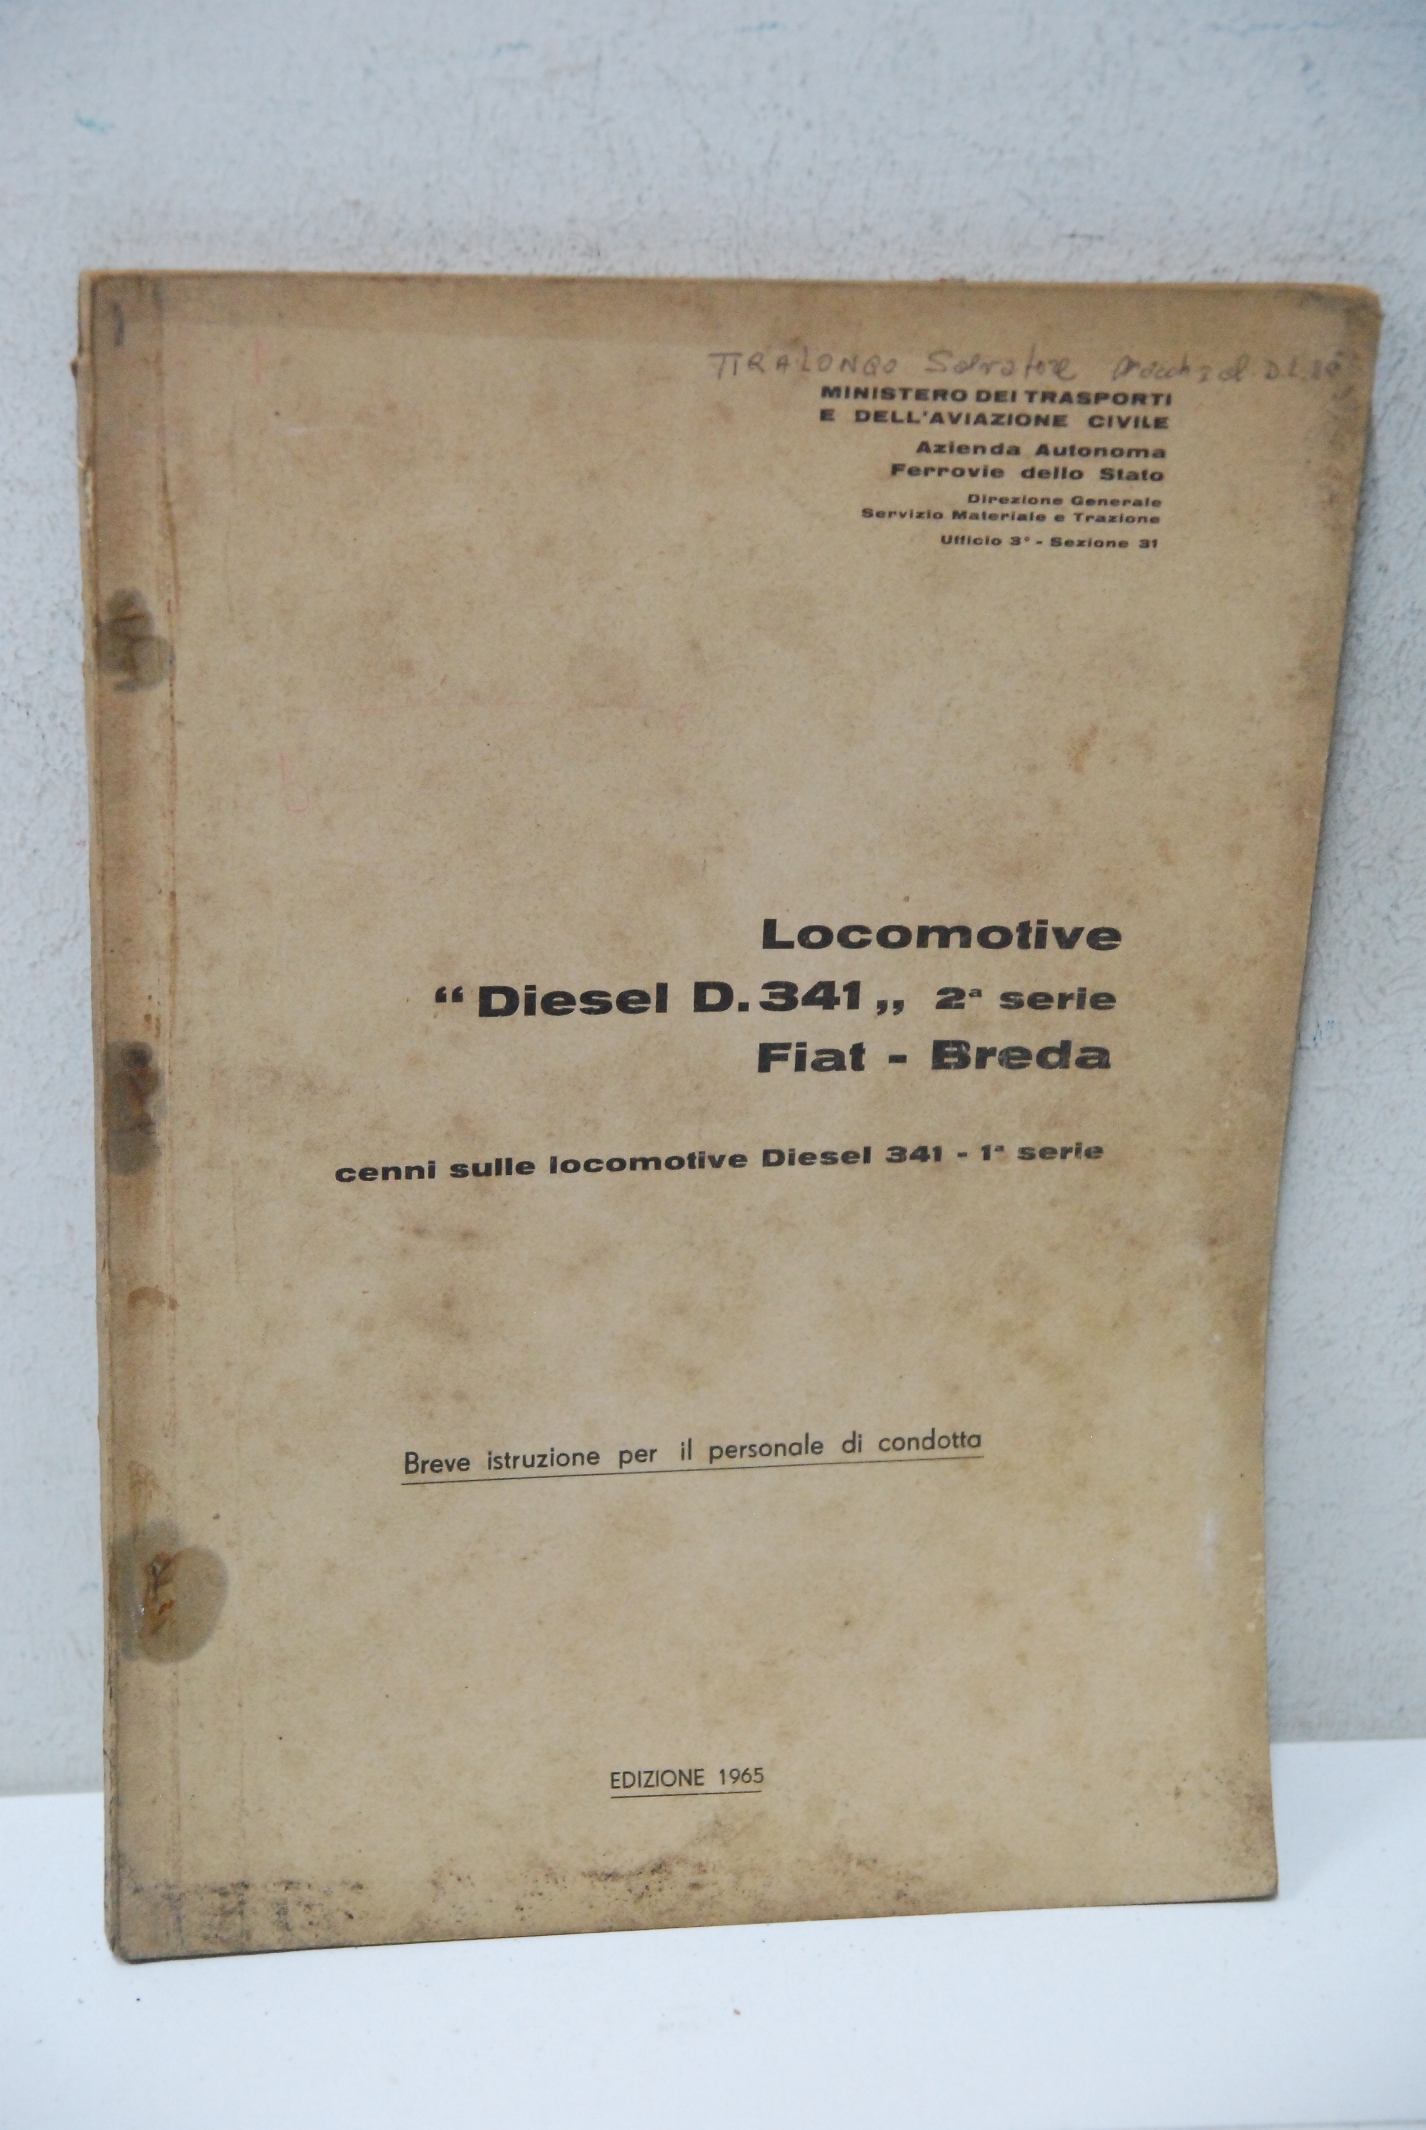 TIRALONGO Salvatore
MINISTERO DEI TRASPORTI
E DELL'AVIAZIONE CIVILE
Azienda Autonoma
Ferrovie dello Stato
Direzione Generale
Servizio Materiale e Trazione
Ufficio 3° - Sezione 31
Locomotive
“ Diesel D.341 „ 2ª serie
Fiat - Breda
cenni sulle locomotive Diesel 341 - 1ª serie
Breve istruzione per il personale di condotta
EDIZIONE 1965